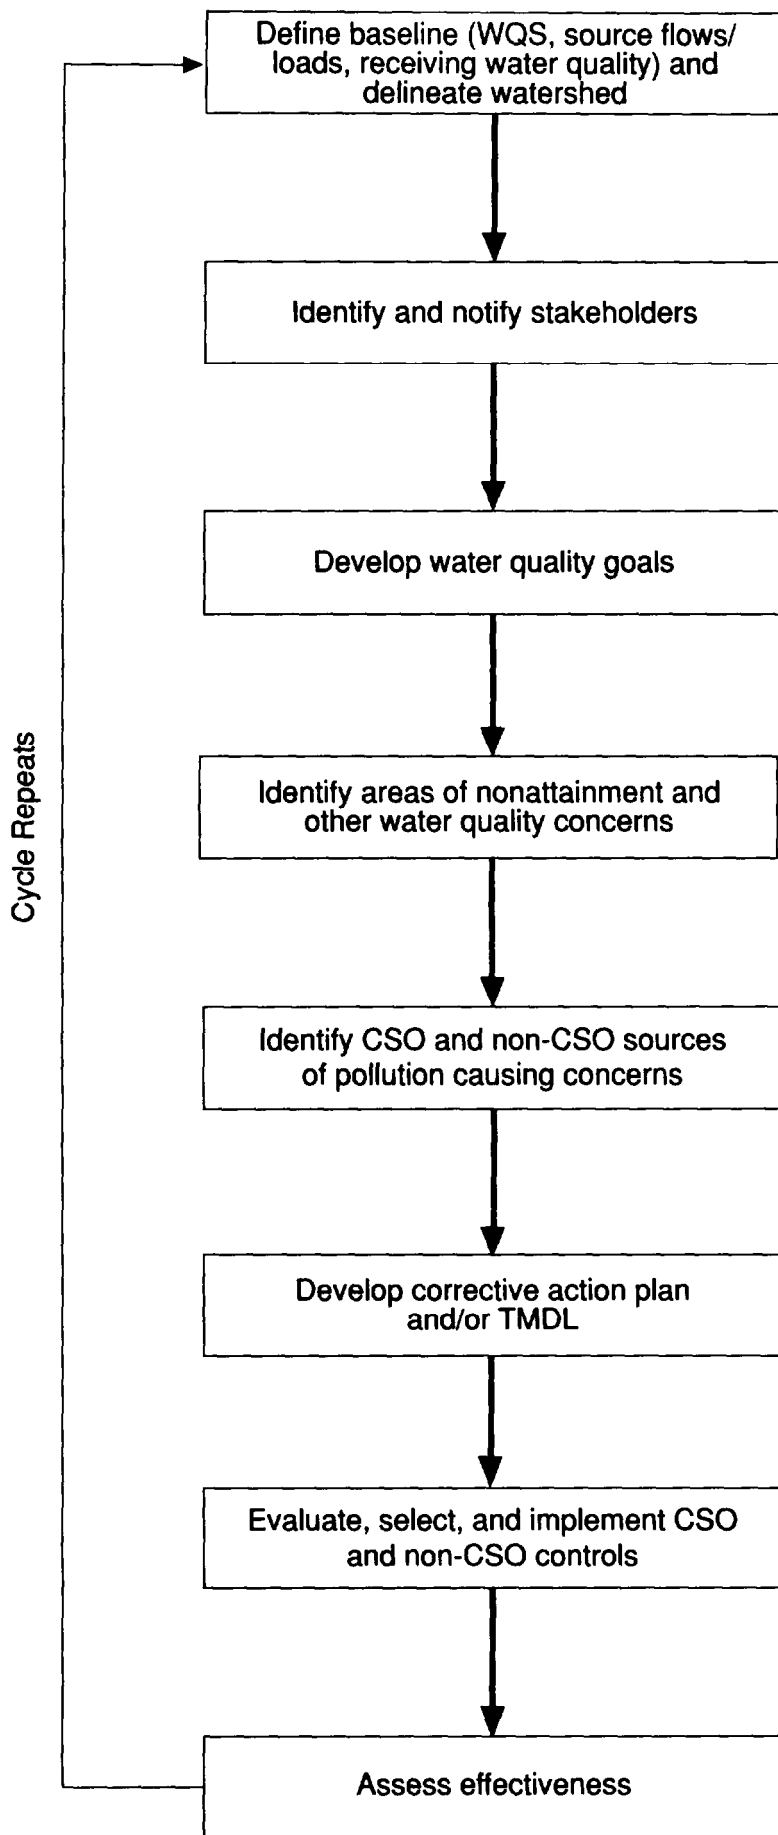 Define baseline (WQS, source flows/
loads, receiving water quality) and
delineate watershed
Identify and notify stakeholders
Develop water quality goals
Identify areas of nonattainment and
other water quality concerns
Identify CSO and non-CSO sources
of pollution causing concerns
Develop corrective action plan
and/or TMDL
Evaluate, select, and implement CSO
and non-CSO controls
Assess effectiveness
Cycle Repeats